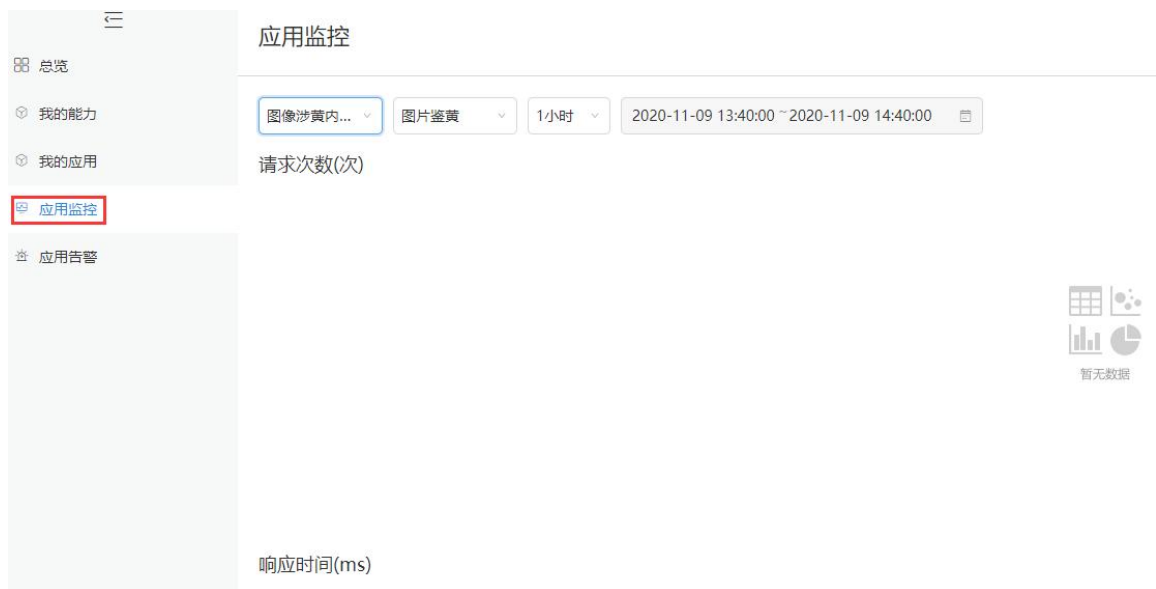 总览
我的能力
我的应用
应用监控
应用告警
应用监控
图像涉黄内... 图片鉴黄 1小时 2020-11-09 13:40:00 ~ 2020-11-09 14:40:00
请求次数(次)
暂无数据
响应时间(ms)